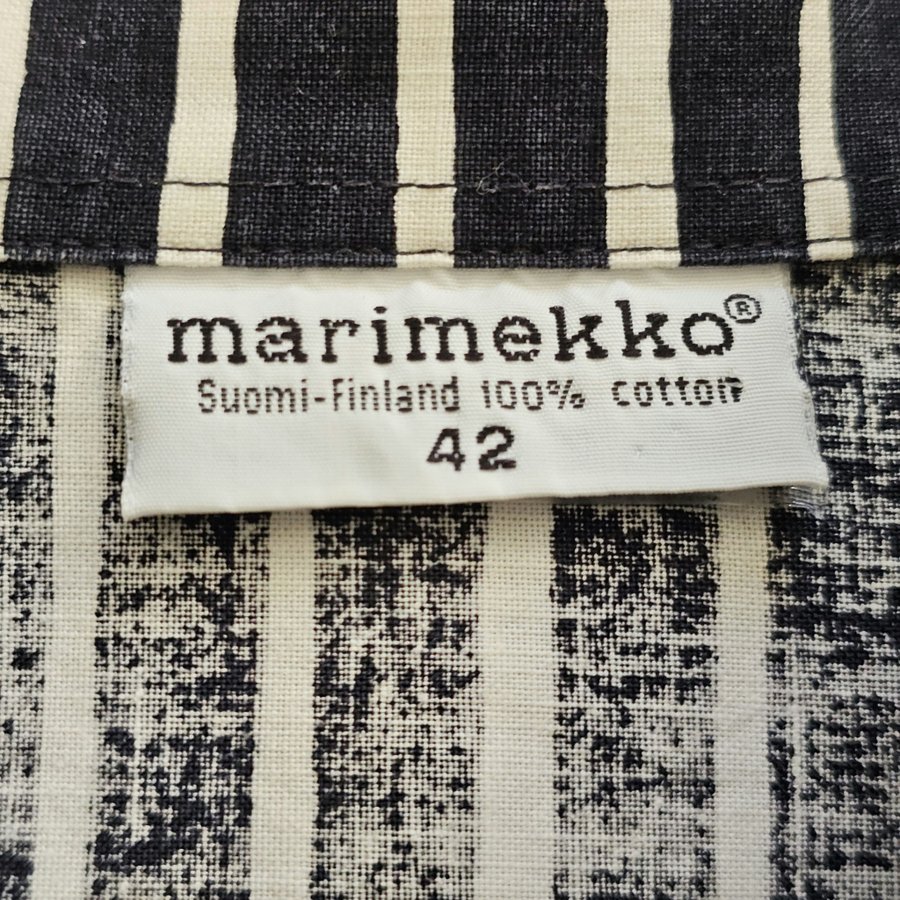 marimekko®
Suomi-Finland 100% cotton
42